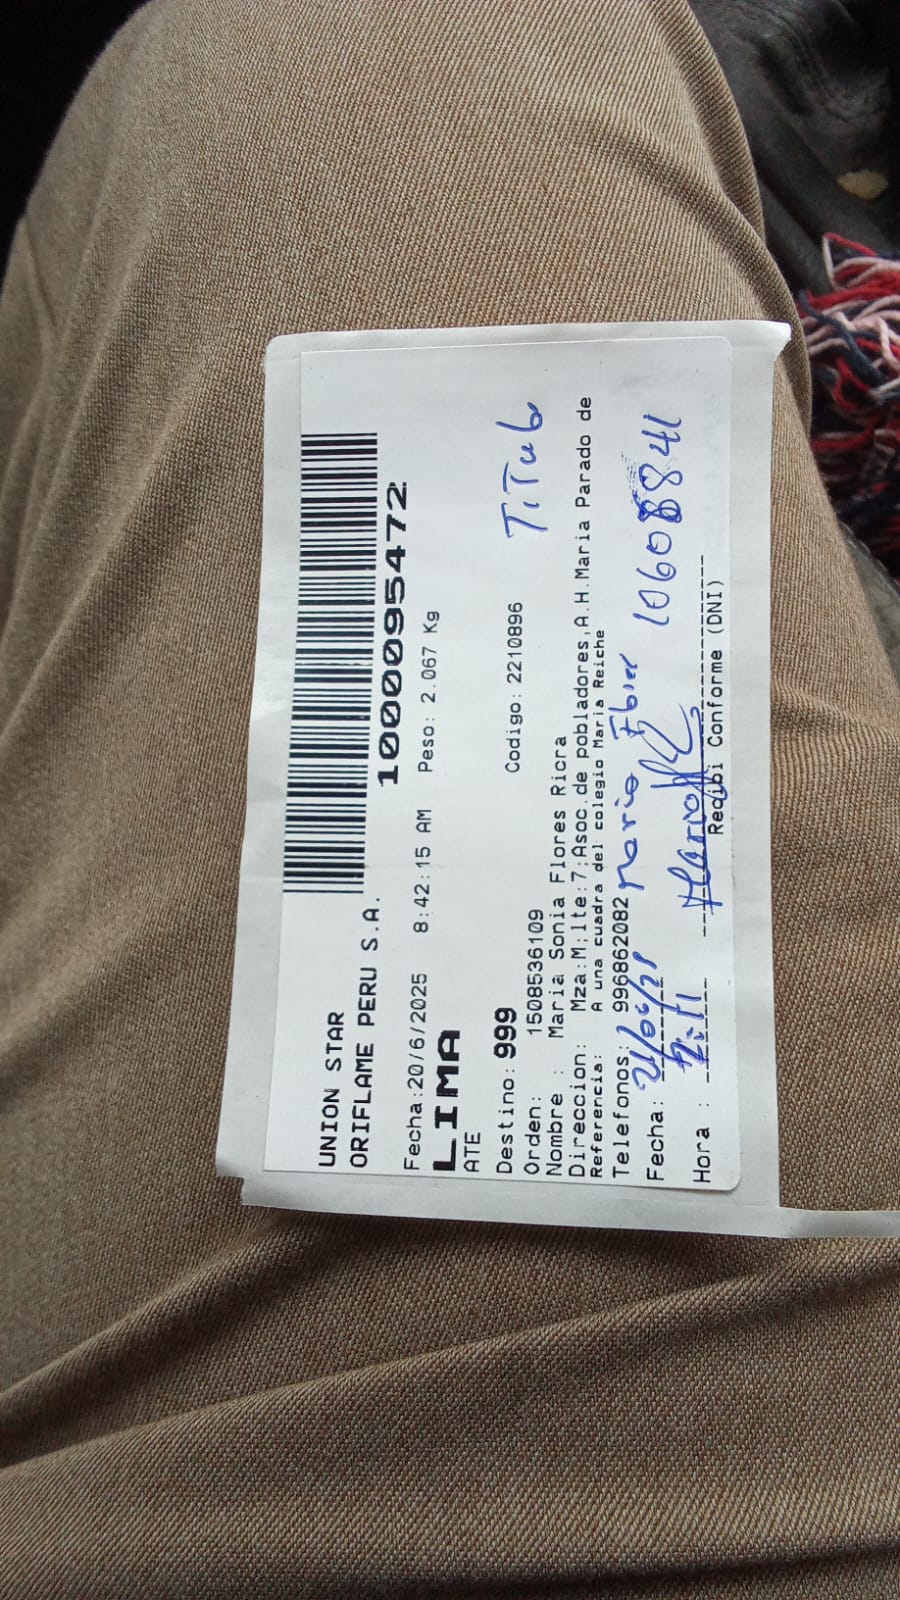 UNION STAR
ORIFLAME PERU S.A.
1000095472
Fecha:20/6/2025 8:42:15 AM Peso: 2.067 Kg
LIMA
ATE
Destino: 999
Orden: 1508536109 Codigo: 2210896 TiTub
Nombre : Maria Sonia Flores Ricra
Direccion: Mza:M;lte:7;Asoc.de pobladores,A.H.Maria Parado de
Referencia: A una cuadra del colegio Maria Reiche
Telefonos: 996862082 Mario
Fecha: 10608841
Hora :
Recibi Conforme (DNI)